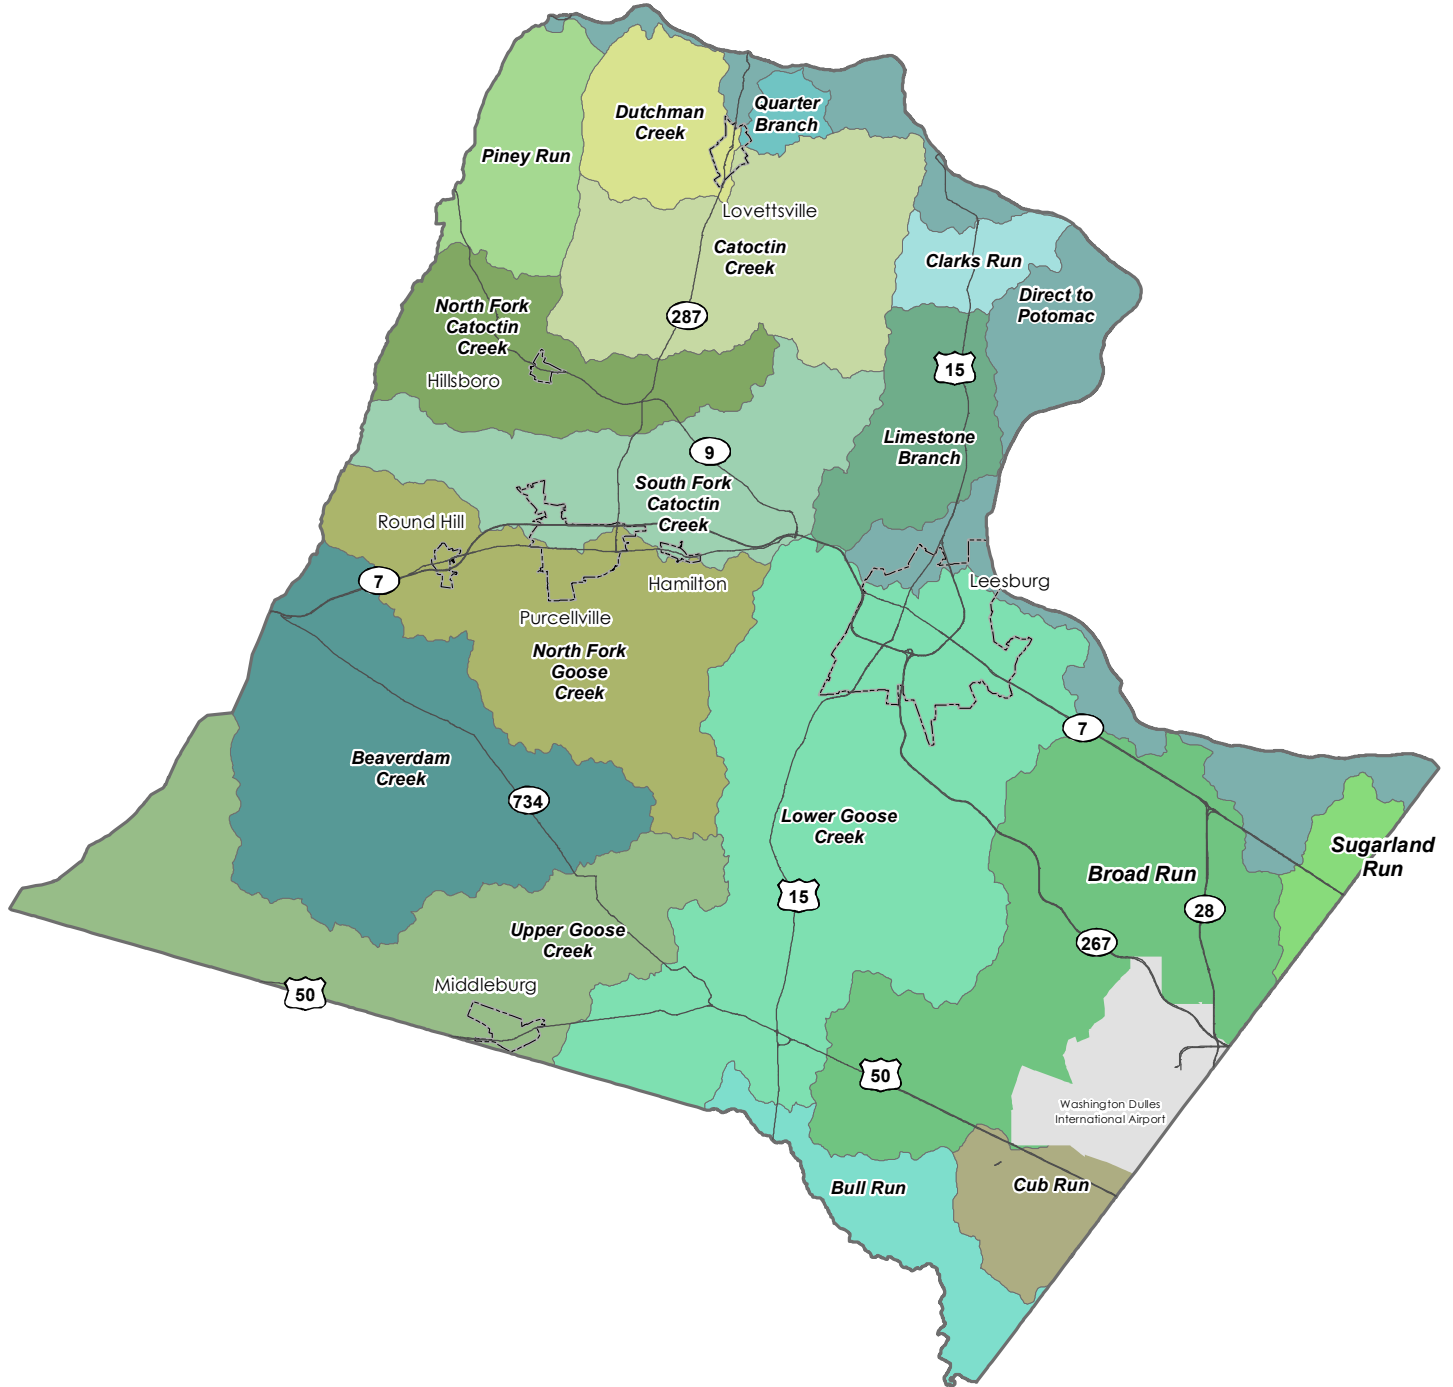 Dutchman
Creek
Quarter
Branch
Piney Run
Lovettsville
Catoctin
Creek
Clarks Run
Direct to
Potomac
North Fork
Catoctin
Creek
287
Hillsboro
15
9
Limestone
Branch
South Fork
Catoctin
Creek
Round Hill
7
Hamilton
Leesburg
Purcellville
North Fork
Goose
Creek
7
Beaverdam
Creek
734
Lower Goose
Creek
Sugarland
Run
Broad Run
15
28
Upper Goose
Creek
267
Middleburg
50
50
Washington Dulles
International Airport
Bull Run
Cub Run